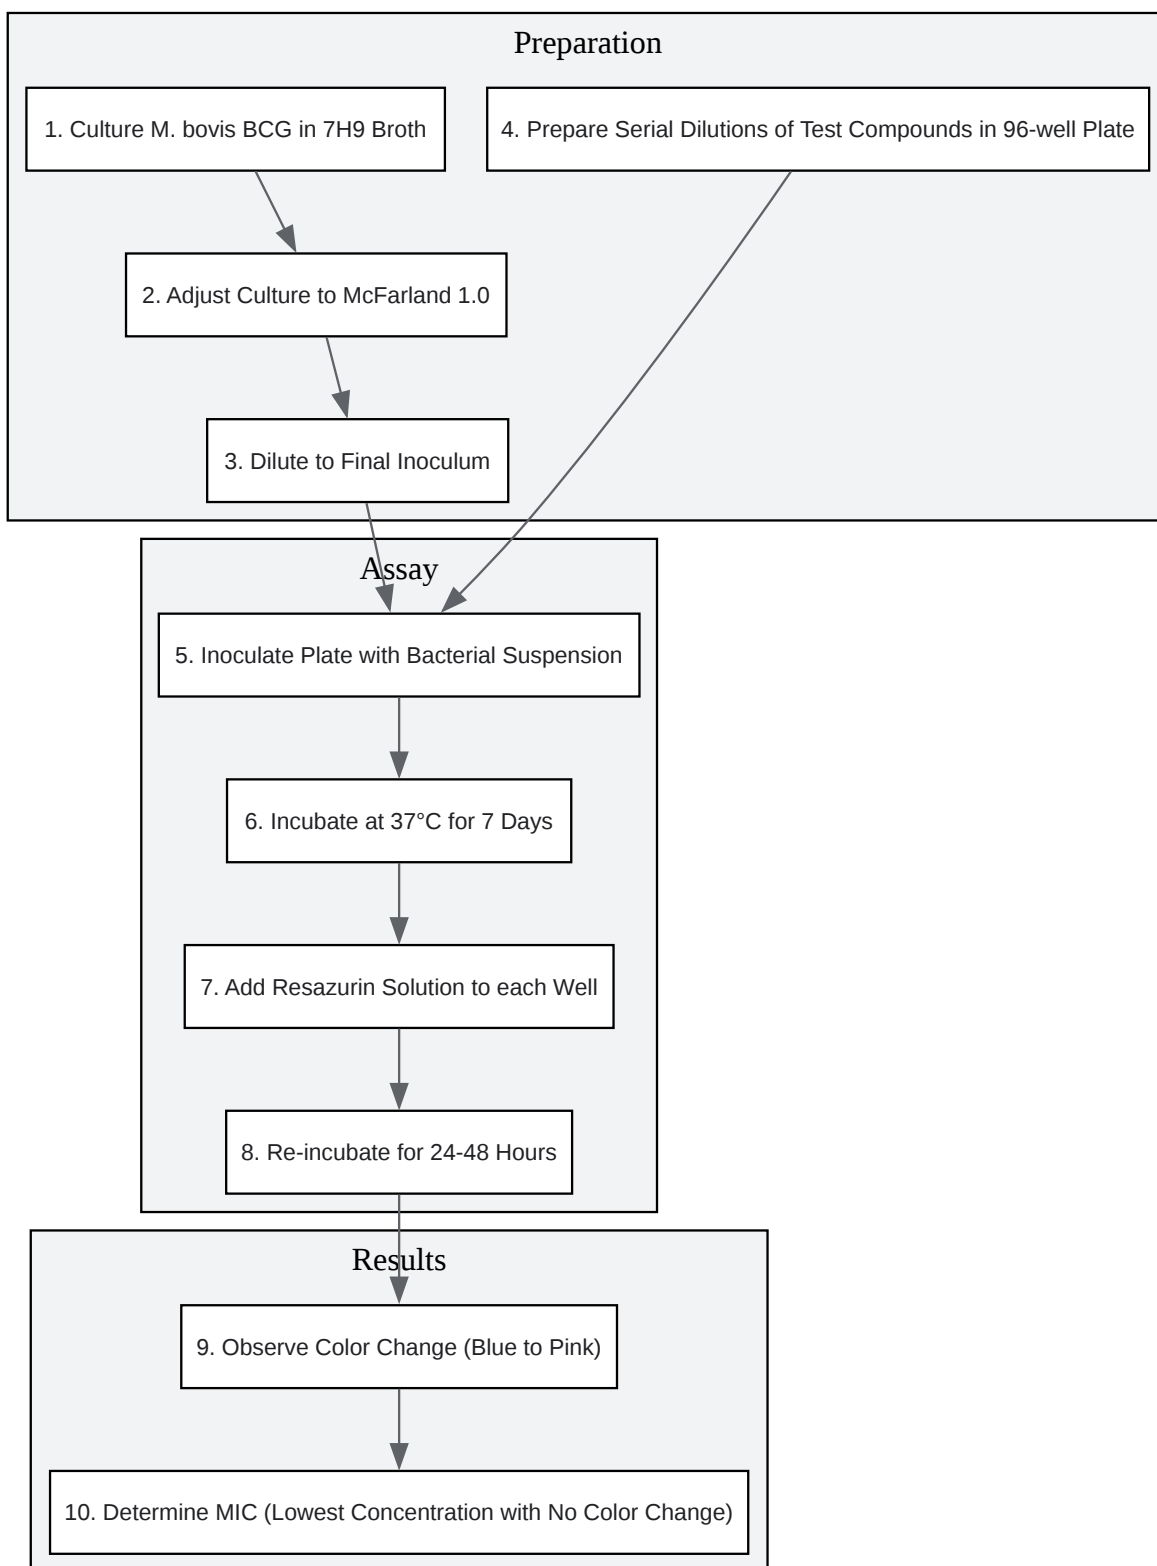 Preparation
1. Culture M. bovis BCG in 7H9 Broth
4. Prepare Serial Dilutions of Test Compounds in 96-well Plate
2. Adjust Culture to McFarland 1.0
3. Dilute to Final Inoculum
Assay
5. Inoculate Plate with Bacterial Suspension
6. Incubate at 37°C for 7 Days
7. Add Resazurin Solution to each Well
8. Re-incubate for 24-48 Hours
Results
9. Observe Color Change (Blue to Pink)
10. Determine MIC (Lowest Concentration with No Color Change)